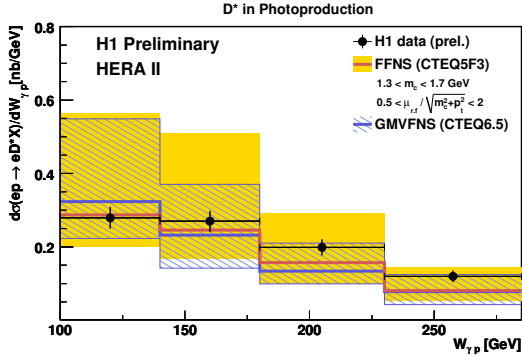 D* in Photoproduction
dσ(ep → eD*X)/dW_γp [nb/GeV]
0.8
0.6
0.4
0.2
H1 Preliminary
HERA II
H1 data (prel.)
FFNS (CTEQ5F3)
1.3 < m_c < 1.7 GeV
0.5 < μ_r,f / √m_c²+p_t² < 2
GMVFNS (CTEQ6.5)
100 150 200 250
W_γp [GeV]